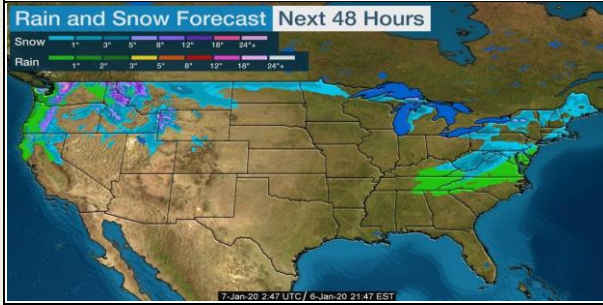 Rain and Snow Forecast Next 48 Hours
Snow
1" 3" 5" 8" 12" 18" 24"+
Rain
1" 2" 3" 5" 8" 12" 18" 24"+
7-Jan-20 2:47 UTC / 6-Jan-20 21:47 EST